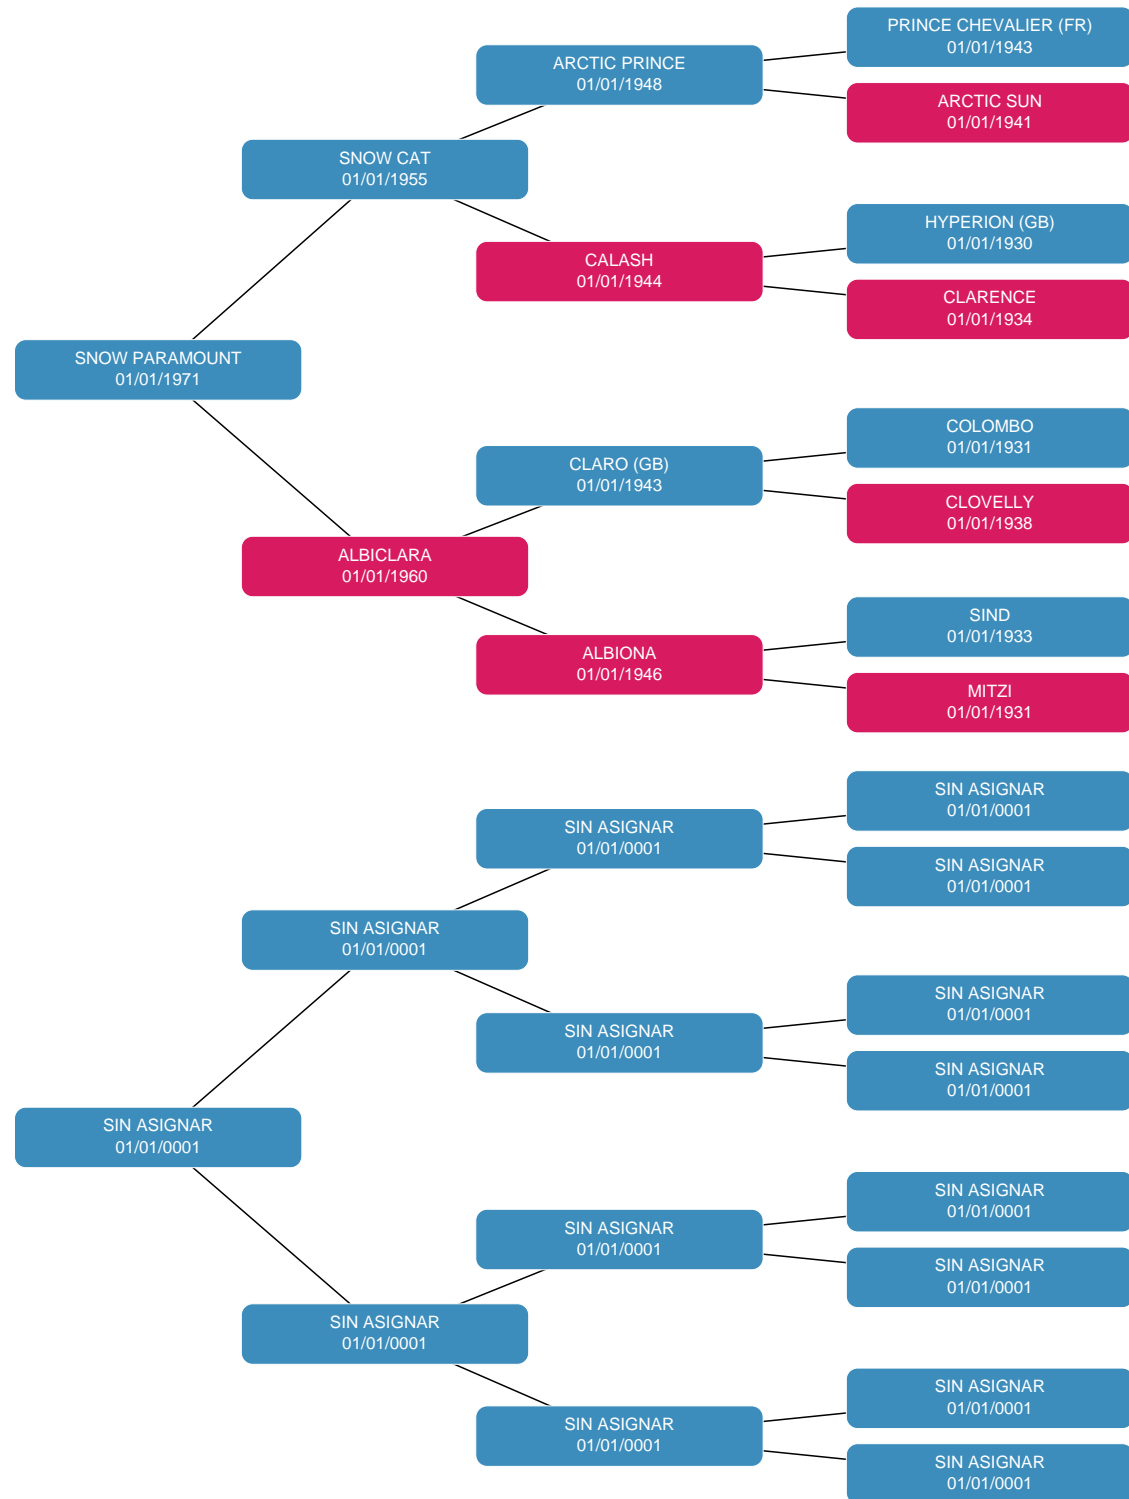 PRINCE CHEVALIER (FR)
01/01/1943
ARCTIC PRINCE
01/01/1948
ARCTIC SUN
01/01/1941
SNOW CAT
01/01/1955
HYPERION (GB)
01/01/1930
CALASH
01/01/1944
CLARENCE
01/01/1934
SNOW PARAMOUNT
01/01/1971
COLOMBO
01/01/1931
CLARO (GB)
01/01/1943
CLOVELLY
01/01/1938
ALBICLARA
01/01/1960
SIND
01/01/1933
ALBIONA
01/01/1946
MITZI
01/01/1931
SIN ASIGNAR
01/01/0001
SIN ASIGNAR
01/01/0001
SIN ASIGNAR
01/01/0001
SIN ASIGNAR
01/01/0001
SIN ASIGNAR
01/01/0001
SIN ASIGNAR
01/01/0001
SIN ASIGNAR
01/01/0001
SIN ASIGNAR
01/01/0001
SIN ASIGNAR
01/01/0001
SIN ASIGNAR
01/01/0001
SIN ASIGNAR
01/01/0001
SIN ASIGNAR
01/01/0001
SIN ASIGNAR
01/01/0001
SIN ASIGNAR
01/01/0001
SIN ASIGNAR
01/01/0001